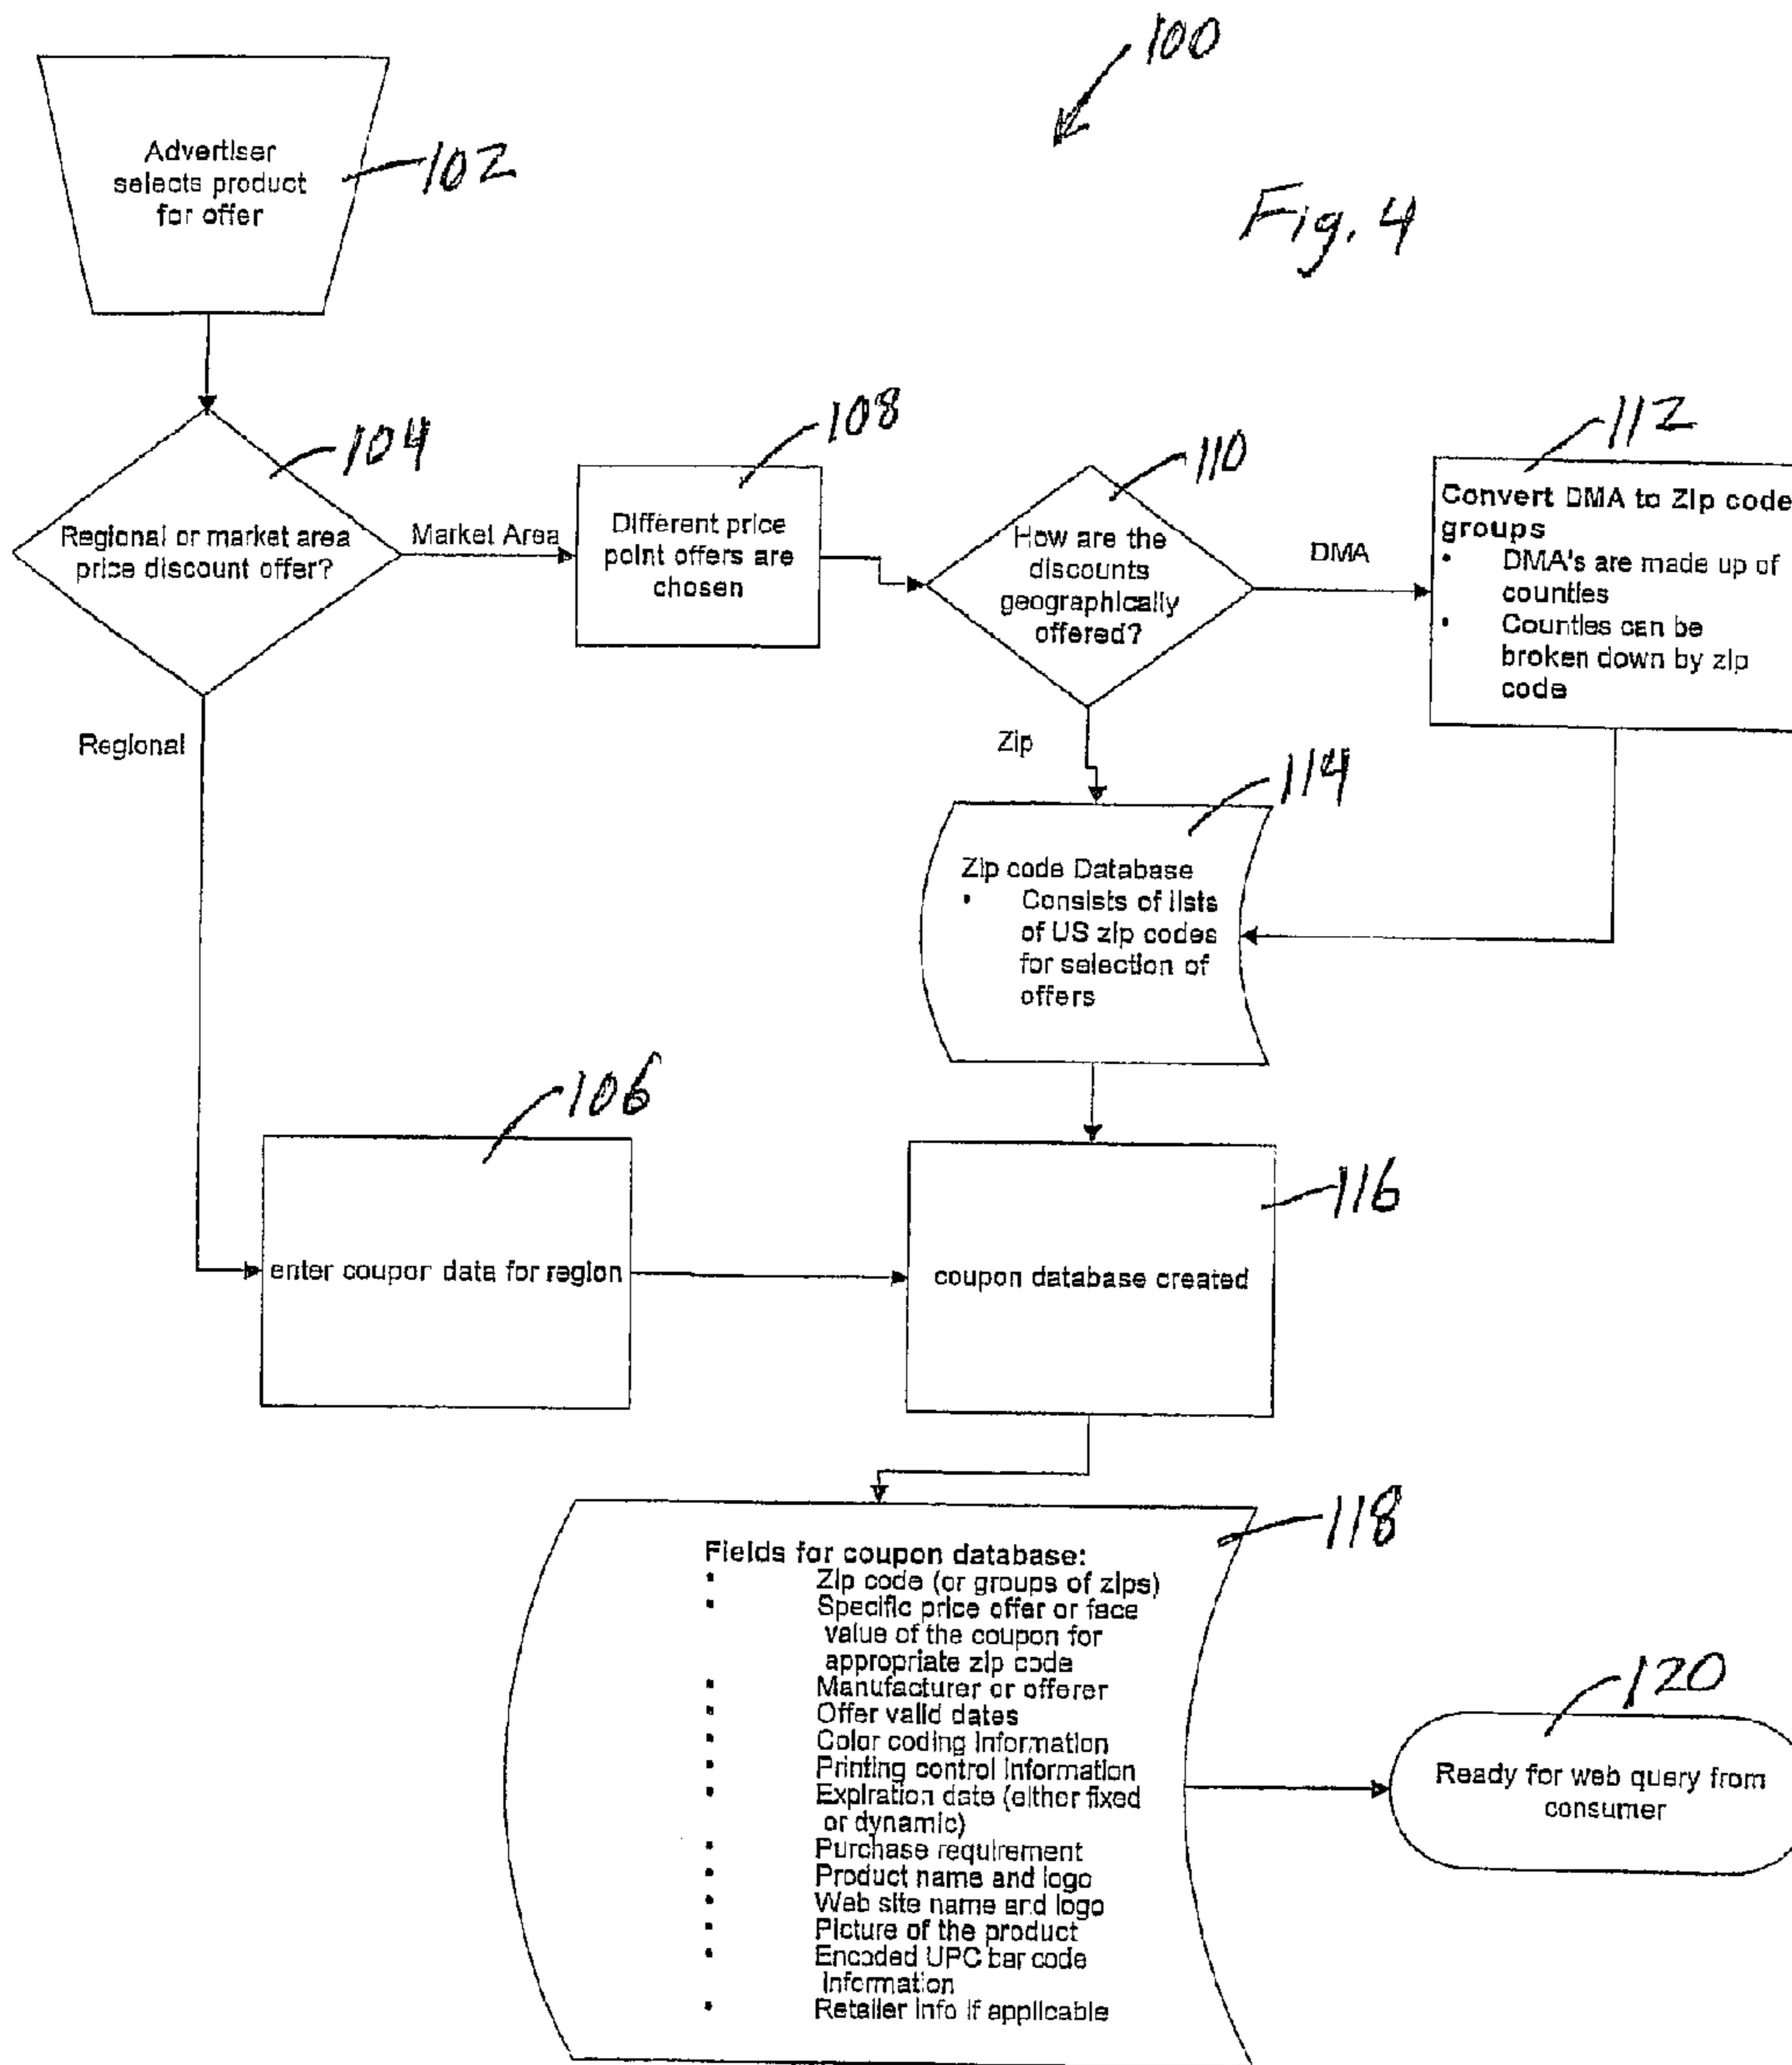 100
Fig. 4
Advertiser
selects product
for offer
102
104
Regional or market area
price discount offer?
Market Area
Regional
108
Different price
point offers are
chosen
110
How are the
discounts
geographically
offered?
DMA
Zip
112
Convert DMA to Zip code
groups
• DMA's are made up of
counties
• Counties can be
broken down by zip
code
114
Zip code Database
• Consists of lists
of US zip codes
for selection of
offers
106
enter coupor data for region
116
coupon database created
118
Fields for coupon database:
• Zip code (or groups of zips)
• Specific price offer or face
value of the coupon for
appropriate zip code
• Manufacturer or offerer
• Offer valid dates
• Color coding Information
• Printing control Information
• Expiration date (either fixed
or dynamic)
• Purchase requirement
• Product name and logo
• Web site name and logo
• Picture of the product
• Encoded UPC bar code
Information
• Retailer info if applicable
120
Ready for web query from
consumer